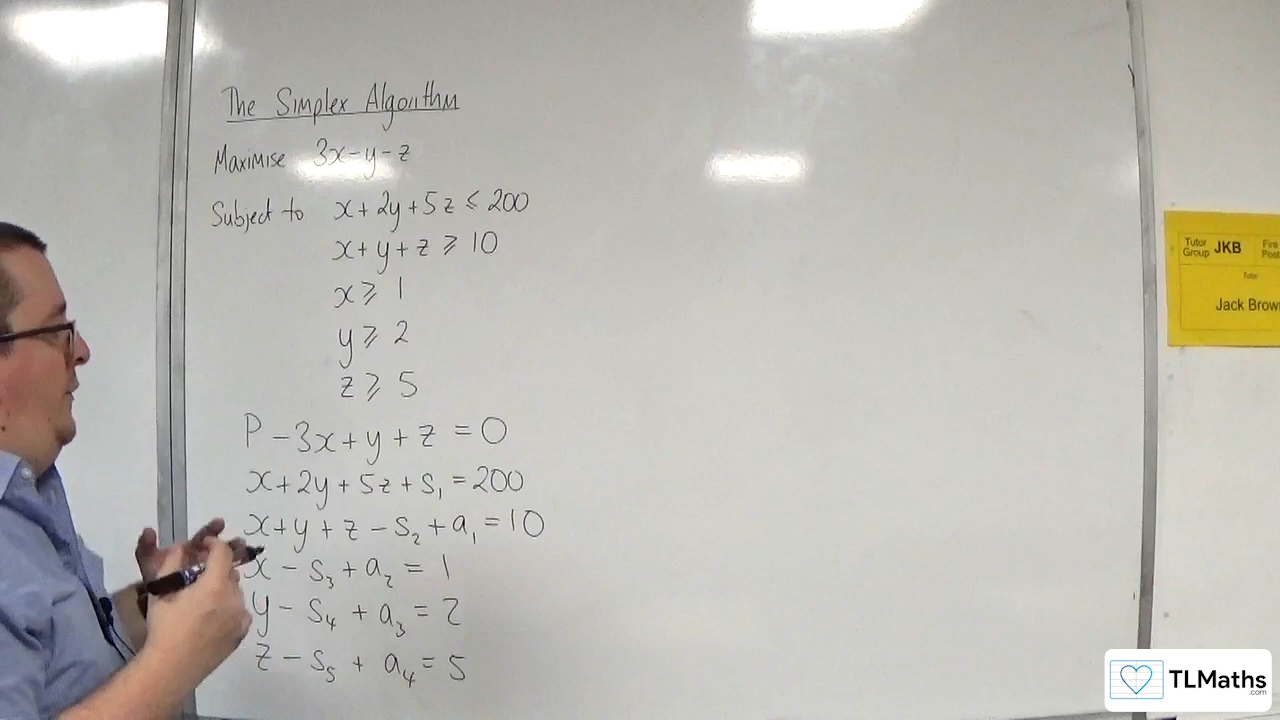 The Simplex Algorithm
Maximise 3x-y-z
Subject to x+2y+5z ≤ 200
x+y+z ⩾ 10
x ⩾ 1
y ⩾ 2
z ⩾ 5
P -3x+y+z = 0
x+2y+5z+s₁ = 200
x+y+z-s₂+a₁ = 10
x - s₃ + a₂ = 1
y - s₄ + a₃ = 2
z - s₅ + a₄ = 5
Tutor Group JKB
Fire
Tutor
Jack Brow
TLMaths
.com